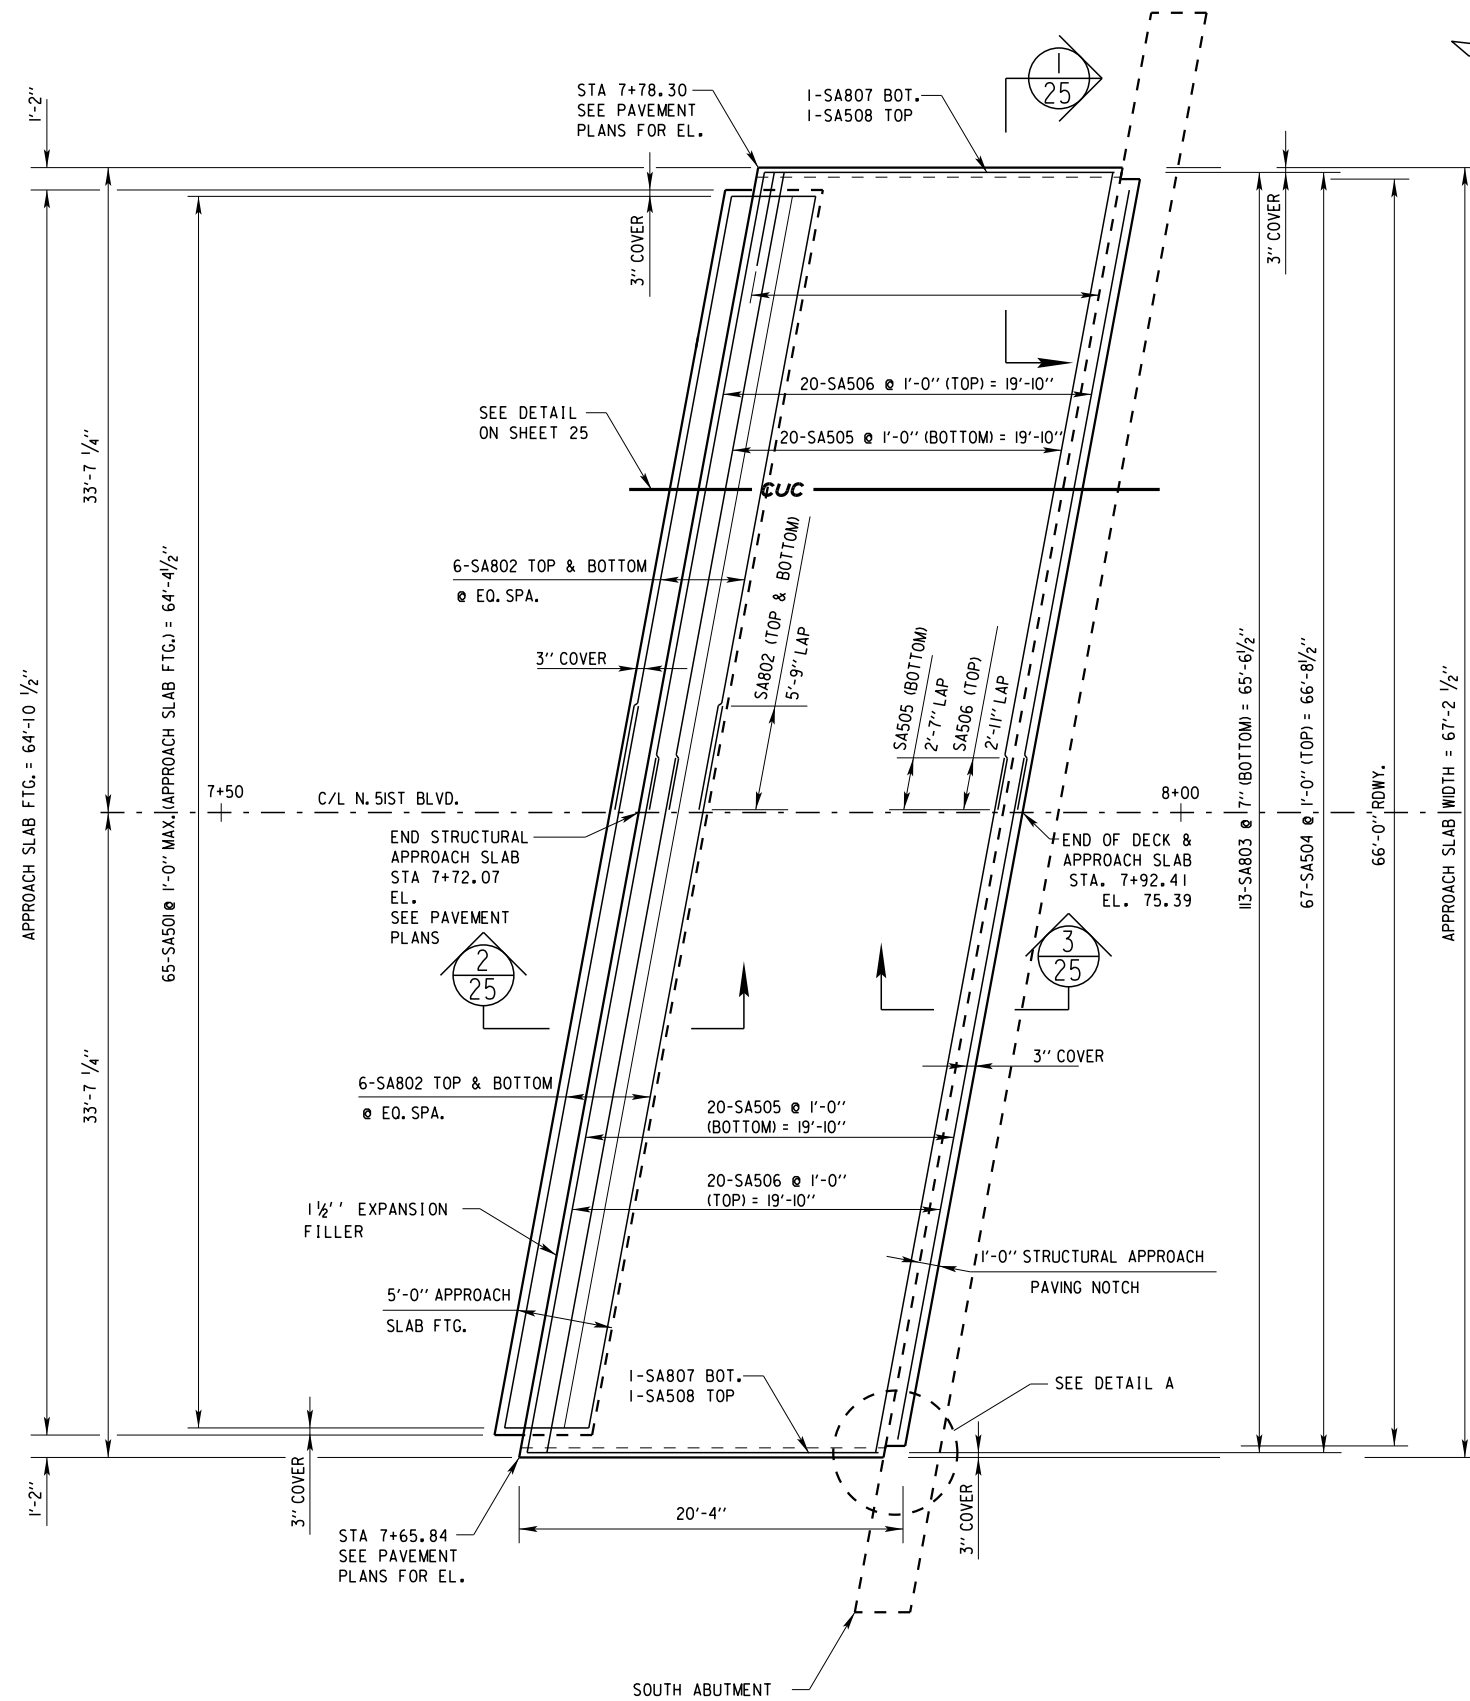 STA 7+78.30
SEE PAVEMENT
PLANS FOR EL.
1-SA807 BOT.
1-SA508 TOP
1
25
1'-2"
3" COVER
3" COVER
20-SA506 @ 1'-0" (TOP) = 19'-10"
SEE DETAIL
ON SHEET 25
20-SA505 @ 1'-0" (BOTTOM) = 19'-10"
CUC
33'-7 1/4"
65-SA501@ 1'-0" MAX.(APPROACH SLAB FTG.) = 64'-41/2"
APPROACH SLAB FTG. = 64'-10 1/2"
6-SA802 TOP & BOTTOM
@ EQ. SPA.
3" COVER
SA802 (TOP & BOTTOM)
5'-9" LAP
SA505 (BOTTOM)
2'-7" LAP
SA506 (TOP)
2'-11" LAP
113-SA803 @ 7" (BOTTOM) = 65'-61/2"
67-SA504 @ 1'-0" (TOP) = 66'-81/2"
66'-0" RDWY.
APPROACH SLAB WIDTH = 67'-2 1/2"
7+50
C/L N. 51ST BLVD.
8+00
END STRUCTURAL
APPROACH SLAB
STA 7+72.07
EL.
SEE PAVEMENT
PLANS
END OF DECK &
APPROACH SLAB
STA. 7+92.41
EL. 75.39
2
25
3
25
33'-7 1/4"
3" COVER
6-SA802 TOP & BOTTOM
@ EQ. SPA.
20-SA505 @ 1'-0"
(BOTTOM) = 19'-10"
20-SA506 @ 1'-0"
(TOP) = 19'-10"
1 1/2" EXPANSION
FILLER
1'-0" STRUCTURAL APPROACH
PAVING NOTCH
5'-0" APPROACH
SLAB FTG.
1-SA807 BOT.
1-SA508 TOP
SEE DETAIL A
1'-2"
3" COVER
20'-4"
3" COVER
STA 7+65.84
SEE PAVEMENT
PLANS FOR EL.
SOUTH ABUTMENT